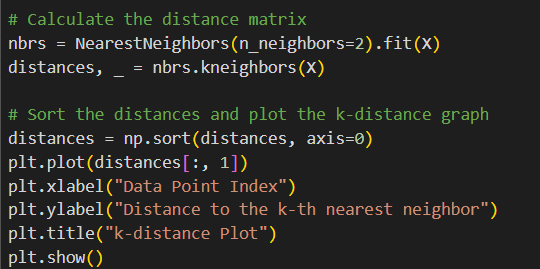 # Calculate the distance matrix
nbrs = NearestNeighbors(n_neighbors=2).fit(X)
distances, _ = nbrs.kneighbors(X)
# Sort the distances and plot the k-distance graph
distances = np.sort(distances, axis=0)
plt.plot(distances[:, 1])
plt.xlabel("Data Point Index")
plt.ylabel("Distance to the k-th nearest neighbor")
plt.title("k-distance Plot")
plt.show()